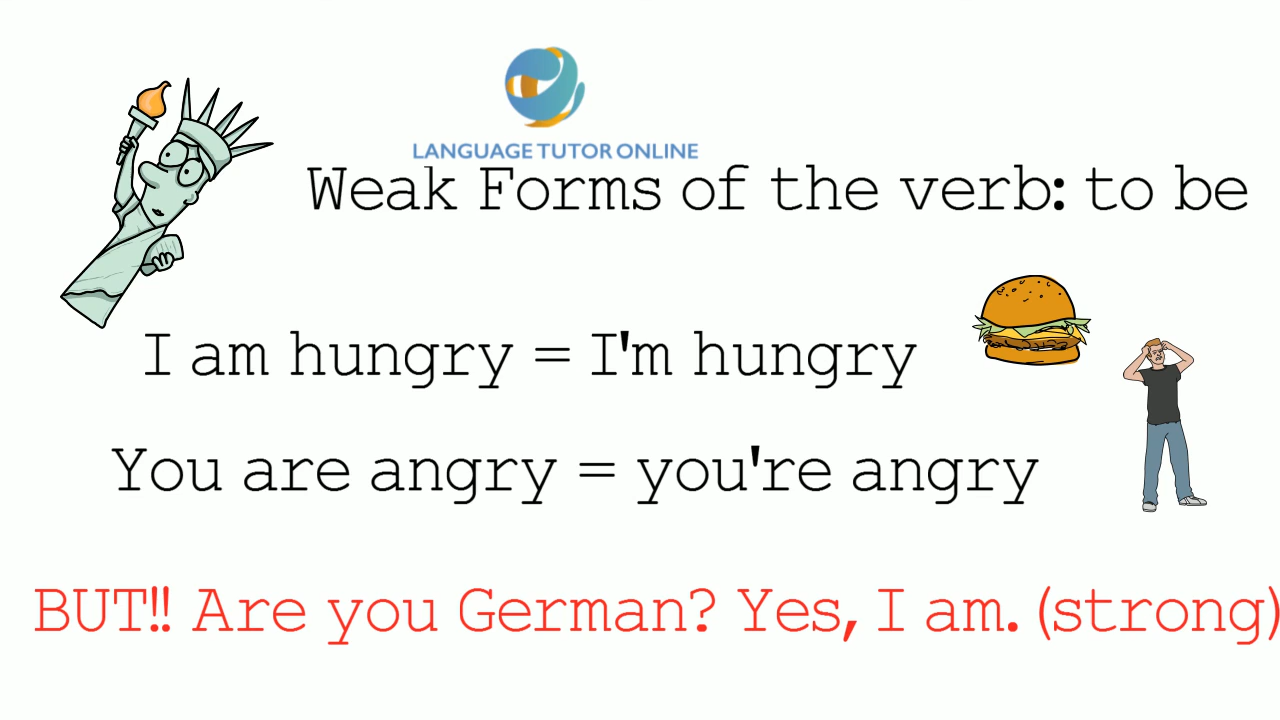 LANGUAGE TUTOR ONLINE
Weak Forms of the verb: to be
I am hungry = I'm hungry
You are angry = you're angry
BUT!! Are you German? Yes, I am. (strong)